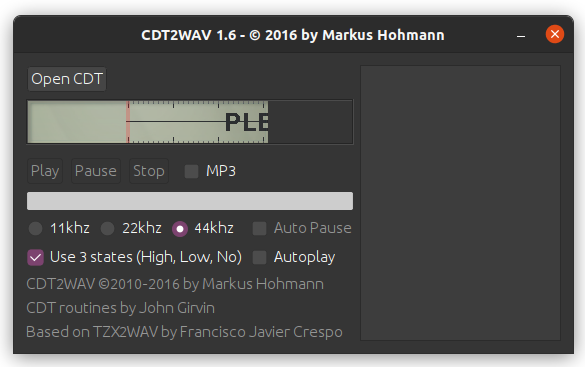 CDT2WAV 1.6 - © 2016 by Markus Hohmann
Open CDT
Play Pause Stop MP3
11khz 22khz 44khz Auto Pause
Use 3 states (High, Low, No) Autoplay
CDT2WAV ©2010-2016 by Markus Hohmann
CDT routines by John Girvin
Based on TZX2WAV by Francisco Javier Crespo